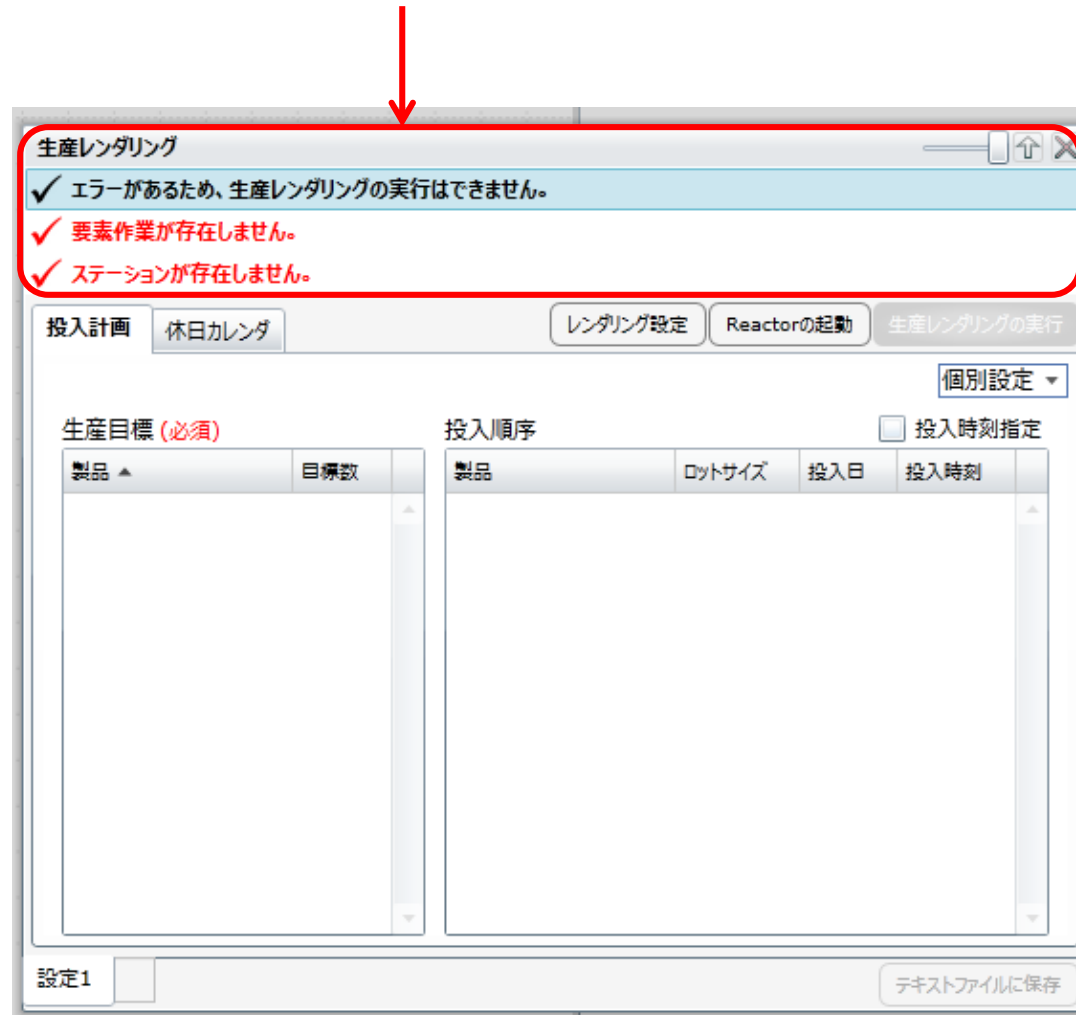 生産レンダリング
エラーがあるため、生産レンダリングの実行はできません。
要素作業が存在しません。
ステーションが存在しません。
投入計画 休日カレンダ レンダリング設定 Reactorの起動 生産レンダリングの実行
個別設定
生産目標 (必須) 投入順序 投入時刻指定
製品 目標数 製品 ロットサイズ 投入日 投入時刻
設定1 テキストファイルに保存